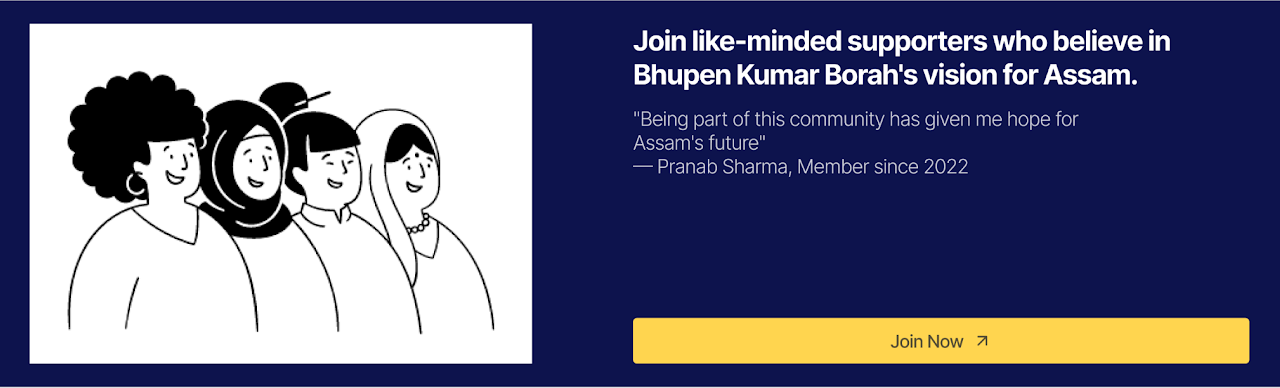 Join like-minded supporters who believe in
Bhupen Kumar Borah's vision for Assam.
"Being part of this community has given me hope for
Assam's future"
— Pranab Sharma, Member since 2022
Join Now